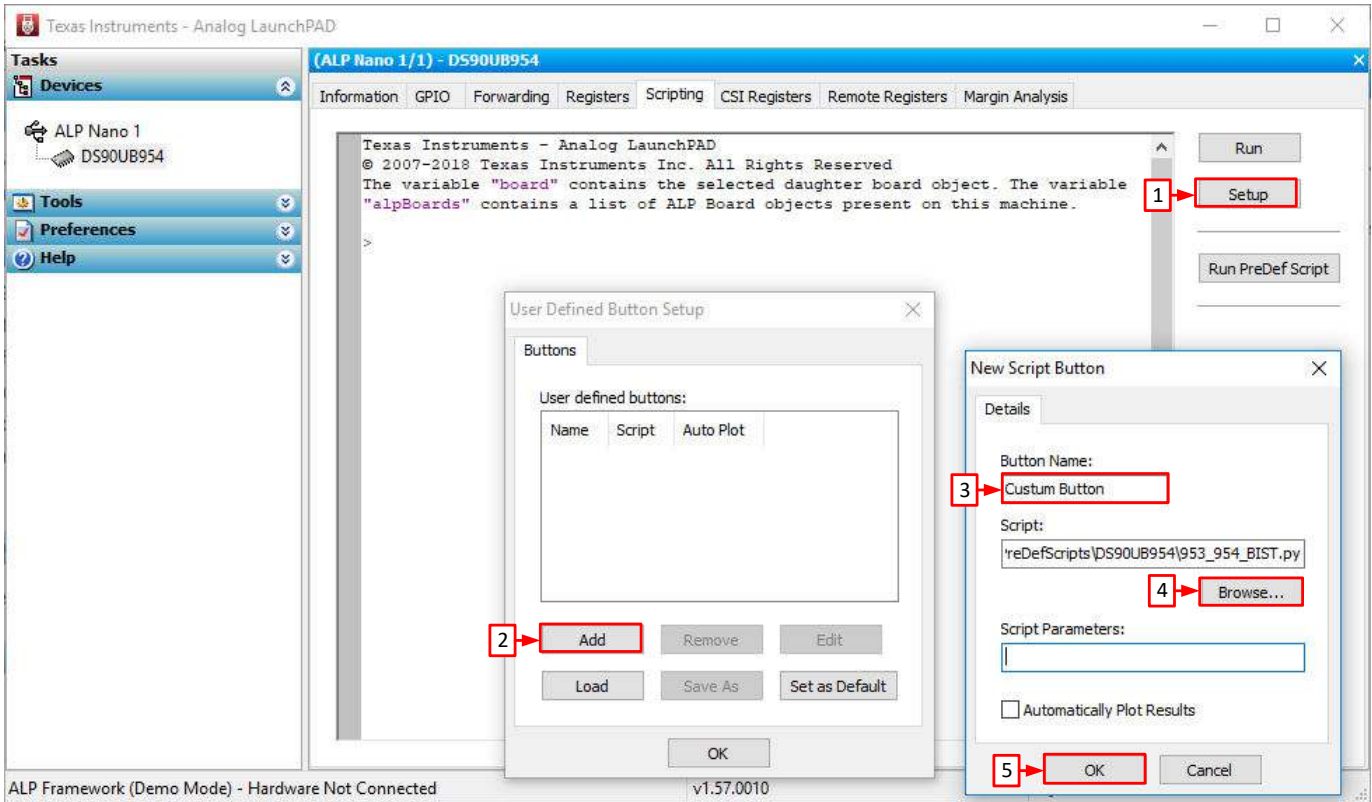 Texas Instruments - Analog LaunchPAD
Tasks
Devices
ALP Nano 1
DS90UB954
Tools
Preferences
Help
(ALP Nano 1/1) - DS90UB954
Information GPIO Forwarding Registers Scripting CSI Registers Remote Registers Margin Analysis
Texas Instruments - Analog LaunchPAD
© 2007-2018 Texas Instruments Inc. All Rights Reserved
The variable "board" contains the selected daughter board object. The variable
"alpBoards" contains a list of ALP Board objects present on this machine.
>
Run
1
Setup
Run PreDef Script
User Defined Button Setup
Buttons
User defined buttons:
Name Script Auto Plot
2
Add Remove Edit
Load Save As Set as Default
OK
New Script Button
Details
Button Name:
3
Custum Button
Script:
'reDefScripts\DS90UB954\953_954_BIST.py
4
Browse...
Script Parameters:
Automatically Plot Results
5
OK Cancel
ALP Framework (Demo Mode) - Hardware Not Connected
v1.57.0010